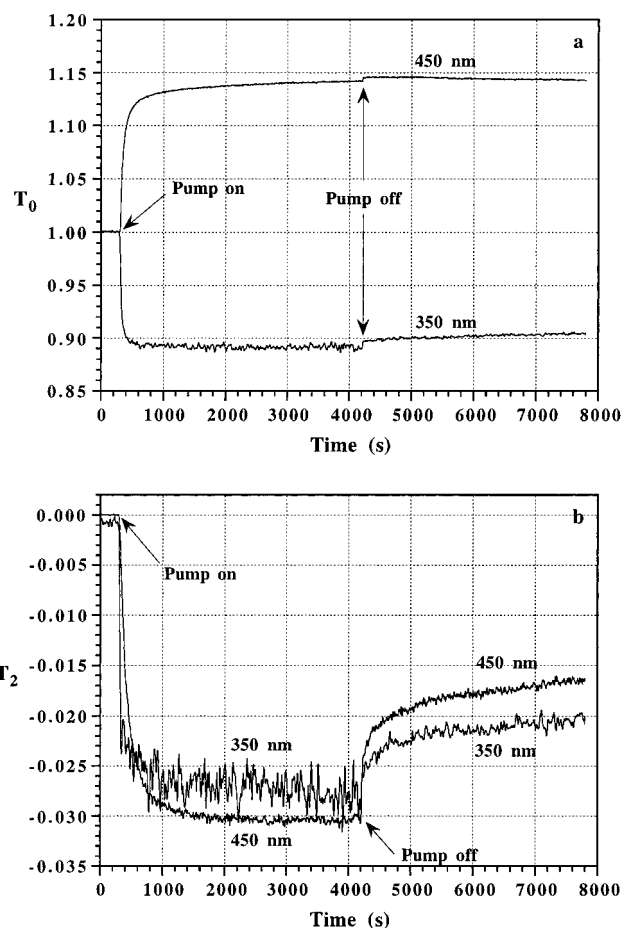 1.20
a
450 nm
1.15
1.10
Pump on
Pump off
1.05
T0
1.00
0.95
350 nm
0.90
0.85
0 1000 2000 3000 4000 5000 6000 7000 8000
Time (s)
0.000
b
-0.005
Pump on
-0.010
-0.015
450 nm
T2
-0.020
350 nm
350 nm
-0.025
-0.030
450 nm
Pump off
-0.035
0 1000 2000 3000 4000 5000 6000 7000 8000
Time (s)